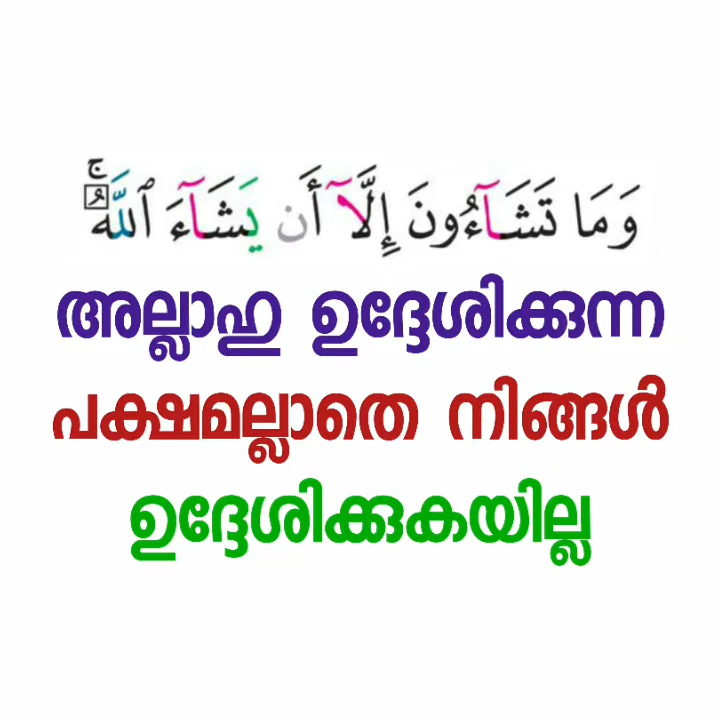 وَمَا تَشَآءُونَ إِلَّآ أَن يَشَآءَ ٱللَّهُ ۚ
അല്ലാഹു ഉദ്ദേശിക്കുന്ന
പക്ഷമല്ലാതെ നിങ്ങൾ
ഉദ്ദേശിക്കുകയില്ല